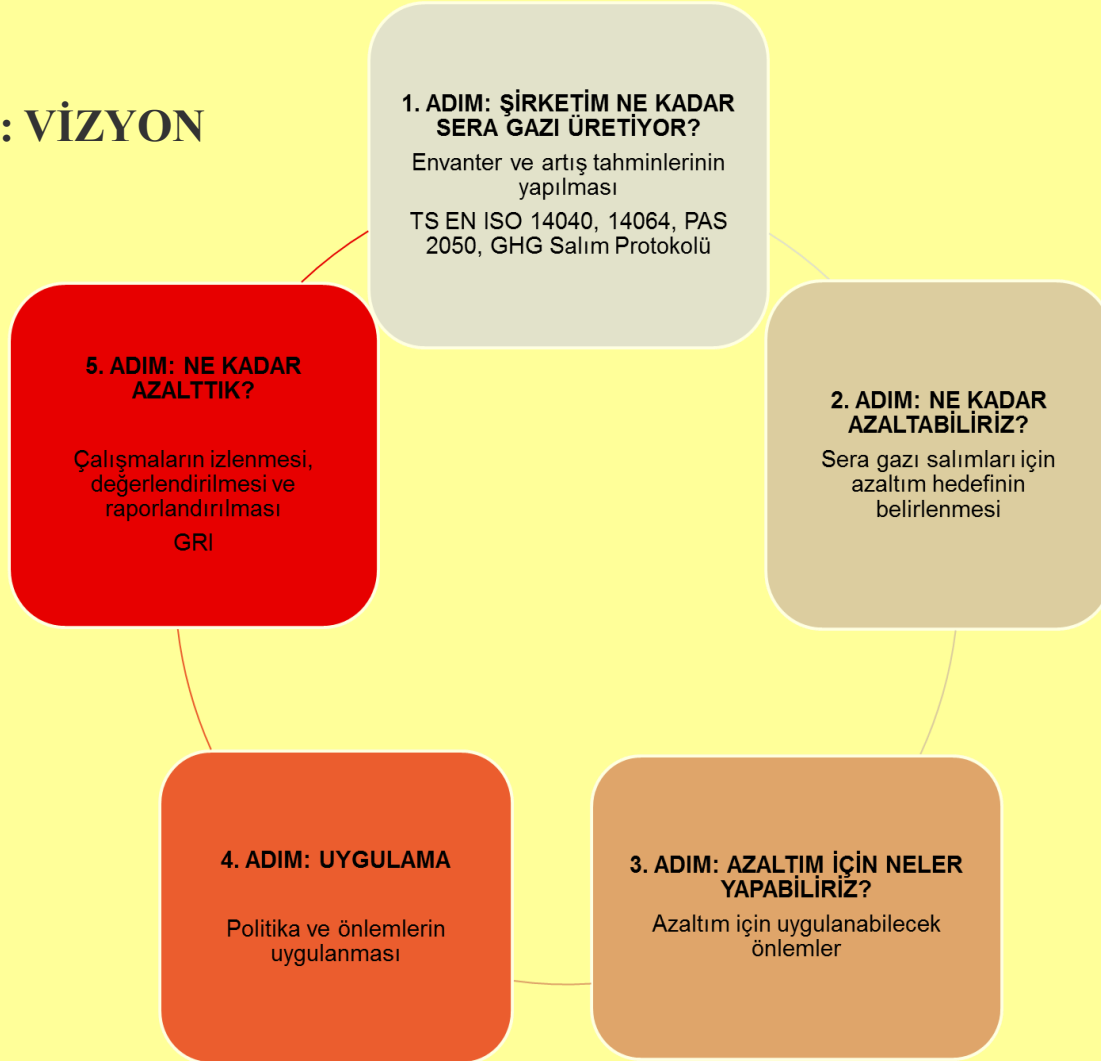 : VİZYON
1. ADIM: ŞİRKETİM NE KADAR
SERA GAZI ÜRETİYOR?
Envanter ve artış tahminlerinin
yapılması
TS EN ISO 14040, 14064, PAS
2050, GHG Salım Protokolü
2. ADIM: NE KADAR
AZALTABİLİRİZ?
Sera gazı salımları için
azaltım hedefinin
belirlenmesi
3. ADIM: AZALTIM İÇİN NELER
YAPABİLİRİZ?
Azaltım için uygulanabilecek
önlemler
4. ADIM: UYGULAMA
Politika ve önlemlerin
uygulanması
5. ADIM: NE KADAR
AZALTTIK?
Çalışmaların izlenmesi,
değerlendirilmesi ve
raporlandırılması
GRI